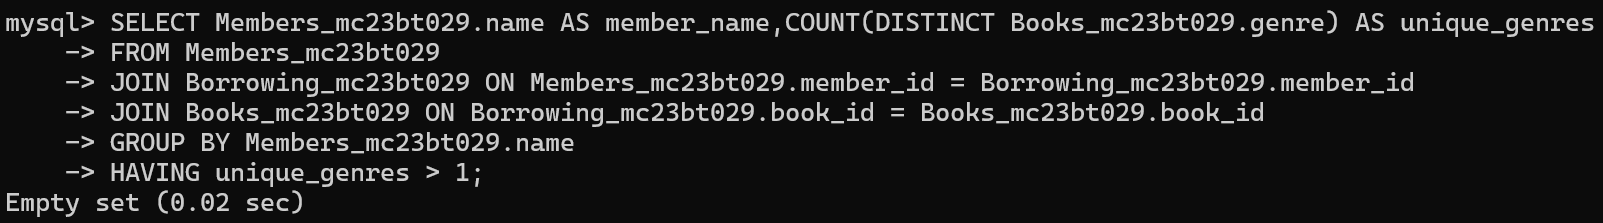 mysql> SELECT Members_mc23bt029.name AS member_name,COUNT(DISTINCT Books_mc23bt029.genre) AS unique_genres
    -> FROM Members_mc23bt029
    -> JOIN Borrowing_mc23bt029 ON Members_mc23bt029.member_id = Borrowing_mc23bt029.member_id
    -> JOIN Books_mc23bt029 ON Borrowing_mc23bt029.book_id = Books_mc23bt029.book_id
    -> GROUP BY Members_mc23bt029.name
    -> HAVING unique_genres > 1;
Empty set (0.02 sec)